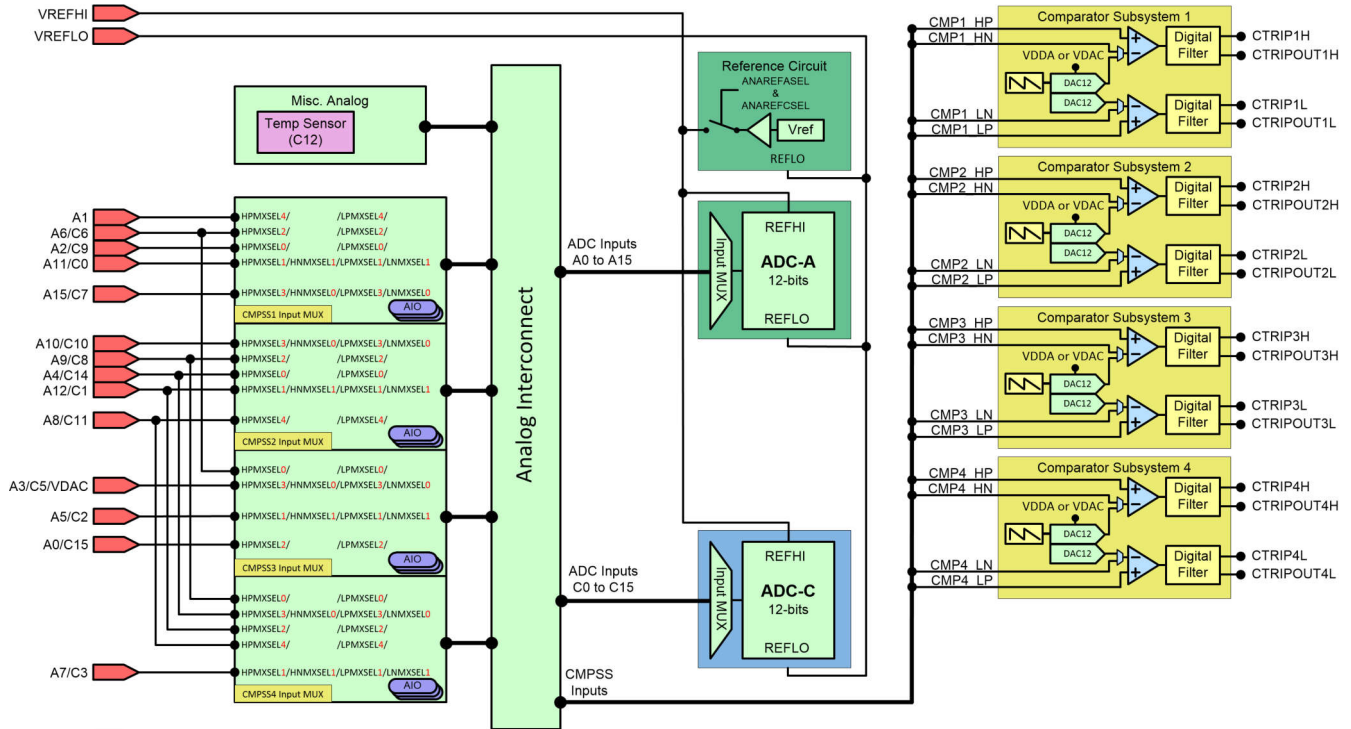 VREFHI
VREFLO
Misc. Analog
Temp Sensor
(C12)
A1
A6/C6
A2/C9
A11/C0
A15/C7
A10/C10
A9/C8
A4/C14
A12/C1
A8/C11
A3/C5/VDAC
A5/C2
A0/C15
A7/C3
HPMXSEL4/ /LPMXSEL4/
HPMXSEL2/ /LPMXSEL2/
HPMXSEL0/ /LPMXSEL0/
HPMXSEL1/HNMXSEL1/LPMXSEL1/LNMXSEL1
HPMXSEL3/HNMXSEL0/LPMXSEL3/LNMXSEL0
AIO
CMPSS1 Input MUX
HPMXSEL3/HNMXSEL0/LPMXSEL3/LNMXSEL0
HPMXSEL2/ /LPMXSEL2/
HPMXSEL0/ /LPMXSEL0/
HPMXSEL1/HNMXSEL1/LPMXSEL1/LNMXSEL1
HPMXSEL4/ /LPMXSEL4/
AIO
CMPSS2 Input MUX
HPMXSEL0/ /LPMXSEL0/
HPMXSEL3/HNMXSEL0/LPMXSEL3/LNMXSEL0
HPMXSEL1/HNMXSEL1/LPMXSEL1/LNMXSEL1
HPMXSEL2/ /LPMXSEL2/
AIO
CMPSS3 Input MUX
HPMXSEL0/ /LPMXSEL0/
HPMXSEL3/HNMXSEL0/LPMXSEL3/LNMXSEL0
HPMXSEL2/ /LPMXSEL2/
HPMXSEL4/ /LPMXSEL4/
HPMXSEL1/HNMXSEL1/LPMXSEL1/LNMXSEL1
AIO
CMPSS4 Input MUX
Analog Interconnect
Reference Circuit
ANAREFASEL
&
ANAREFCSEL
Vref
REFLO
ADC Inputs
A0 to A15
Input MUX
REFHI
ADC-A
12-bits
REFLO
ADC Inputs
C0 to C15
Input MUX
REFHI
ADC-C
12-bits
REFLO
CMPSS
Inputs
Comparator Subsystem 1
CMP1_HP
CMP1_HN
VDDA or VDAC
DAC12
DAC12
CMP1_LN
CMP1_LP
Digital
Filter
Digital
Filter
CTRIP1H
CTRIPOUT1H
CTRIP1L
CTRIPOUT1L
Comparator Subsystem 2
CMP2_HP
CMP2_HN
VDDA or VDAC
DAC12
DAC12
CMP2_LN
CMP2_LP
Digital
Filter
Digital
Filter
CTRIP2H
CTRIPOUT2H
CTRIP2L
CTRIPOUT2L
Comparator Subsystem 3
CMP3_HP
CMP3_HN
VDDA or VDAC
DAC12
DAC12
CMP3_LN
CMP3_LP
Digital
Filter
Digital
Filter
CTRIP3H
CTRIPOUT3H
CTRIP3L
CTRIPOUT3L
Comparator Subsystem 4
CMP4_HP
CMP4_HN
VDDA or VDAC
DAC12
DAC12
CMP4_LN
CMP4_LP
Digital
Filter
Digital
Filter
CTRIP4H
CTRIPOUT4H
CTRIP4L
CTRIPOUT4L